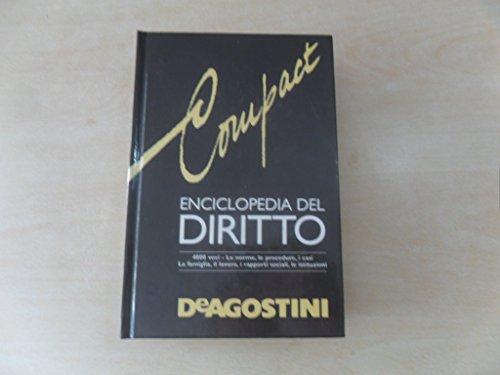 Compact
ENCICLOPEDIA DEL
DIRITTO
4000 voci - Le norme, le procedure, i casi
La famiglia, il lavoro, i rapporti sociali, le istituzioni
DeAGOSTINI